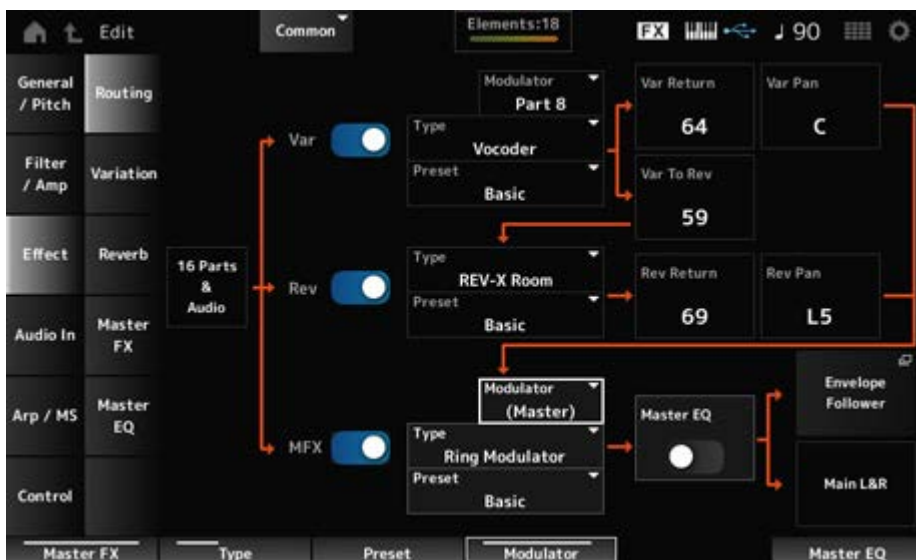 Edit
Common
Elements:18
FX
♩ 90
General
/ Pitch
Filter
/ Amp
Effect
Audio In
Arp / MS
Control
Routing
Variation
Reverb
Master
FX
Master
EQ
16 Parts
&
Audio
Var
Modulator
Part 8
Type
Vocoder
Preset
Basic
Var Return
64
Var Pan
C
Var To Rev
59
Rev
Type
REV-X Room
Preset
Basic
Rev Return
69
Rev Pan
L5
MFX
Modulator
(Master)
Type
Ring Modulator
Preset
Basic
Master EQ
Envelope
Follower
Main L&R
Master FX
Type
Preset
Modulator
Master EQ